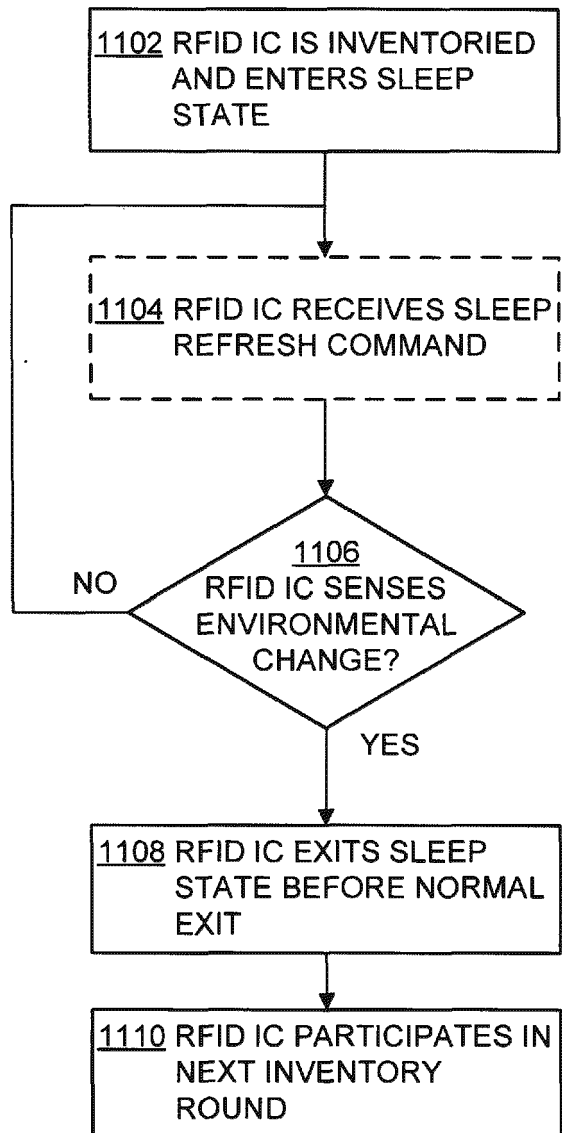 1102 RFID IC IS INVENTORIED
AND ENTERS SLEEP
STATE
1104 RFID IC RECEIVES SLEEP
REFRESH COMMAND
1106
RFID IC SENSES
ENVIRONMENTAL
CHANGE?
NO
YES
1108 RFID IC EXITS SLEEP
STATE BEFORE NORMAL
EXIT
1110 RFID IC PARTICIPATES IN
NEXT INVENTORY
ROUND